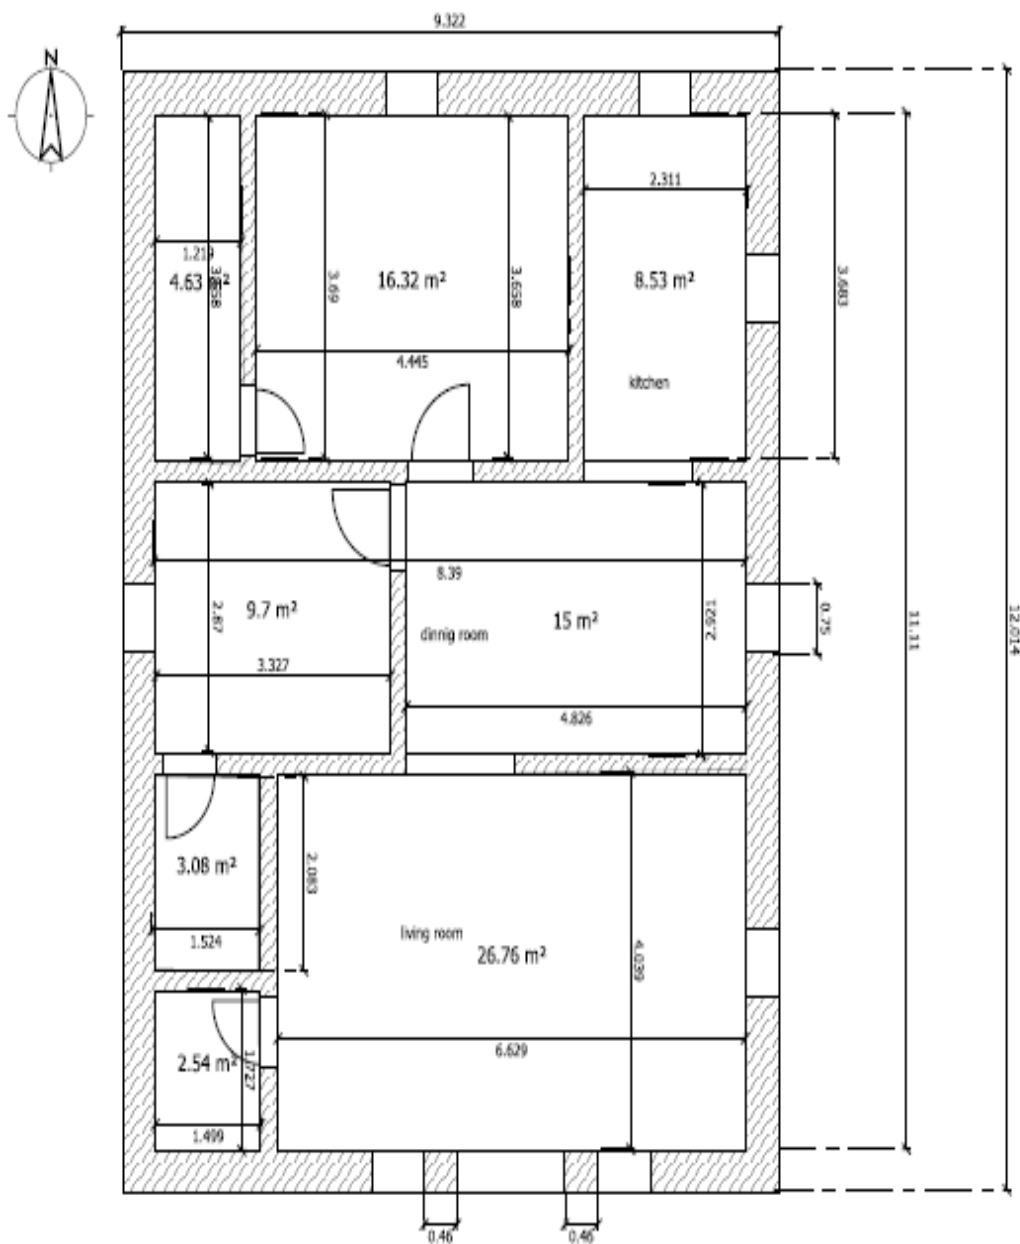 9.322
N
2.311
1.219
4.63 m²
3.658
3.69
16.32 m²
3.658
8.53 m²
3.683
4.445
kitchen
8.39
2.87
9.7 m²
dinnig room
15 m²
2.6921
0.75
11.11
12.014
3.327
4.826
3.08 m²
2.083
1.524
living room
26.76 m²
4.039
6.629
2.54 m²
1.727
1.499
0.46
0.46